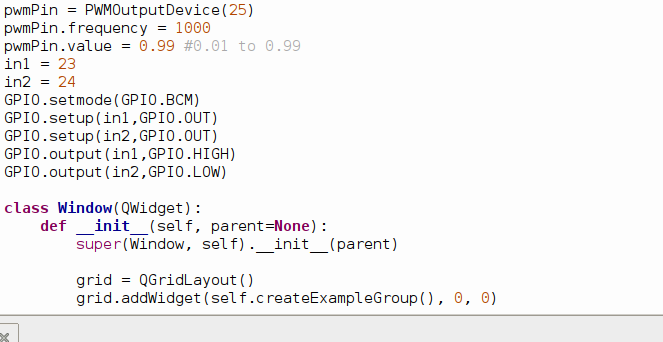 pwmPin = PWMOutputDevice(25)
pwmPin.frequency = 1000
pwmPin.value = 0.99 #0.01 to 0.99
in1 = 23
in2 = 24
GPIO.setmode(GPIO.BCM)
GPIO.setup(in1,GPIO.OUT)
GPIO.setup(in2,GPIO.OUT)
GPIO.output(in1,GPIO.HIGH)
GPIO.output(in2,GPIO.LOW)

class Window(QWidget):
    def __init__(self, parent=None):
        super(Window, self).__init__(parent)

        grid = QGridLayout()
        grid.addWidget(self.createExampleGroup(), 0, 0)